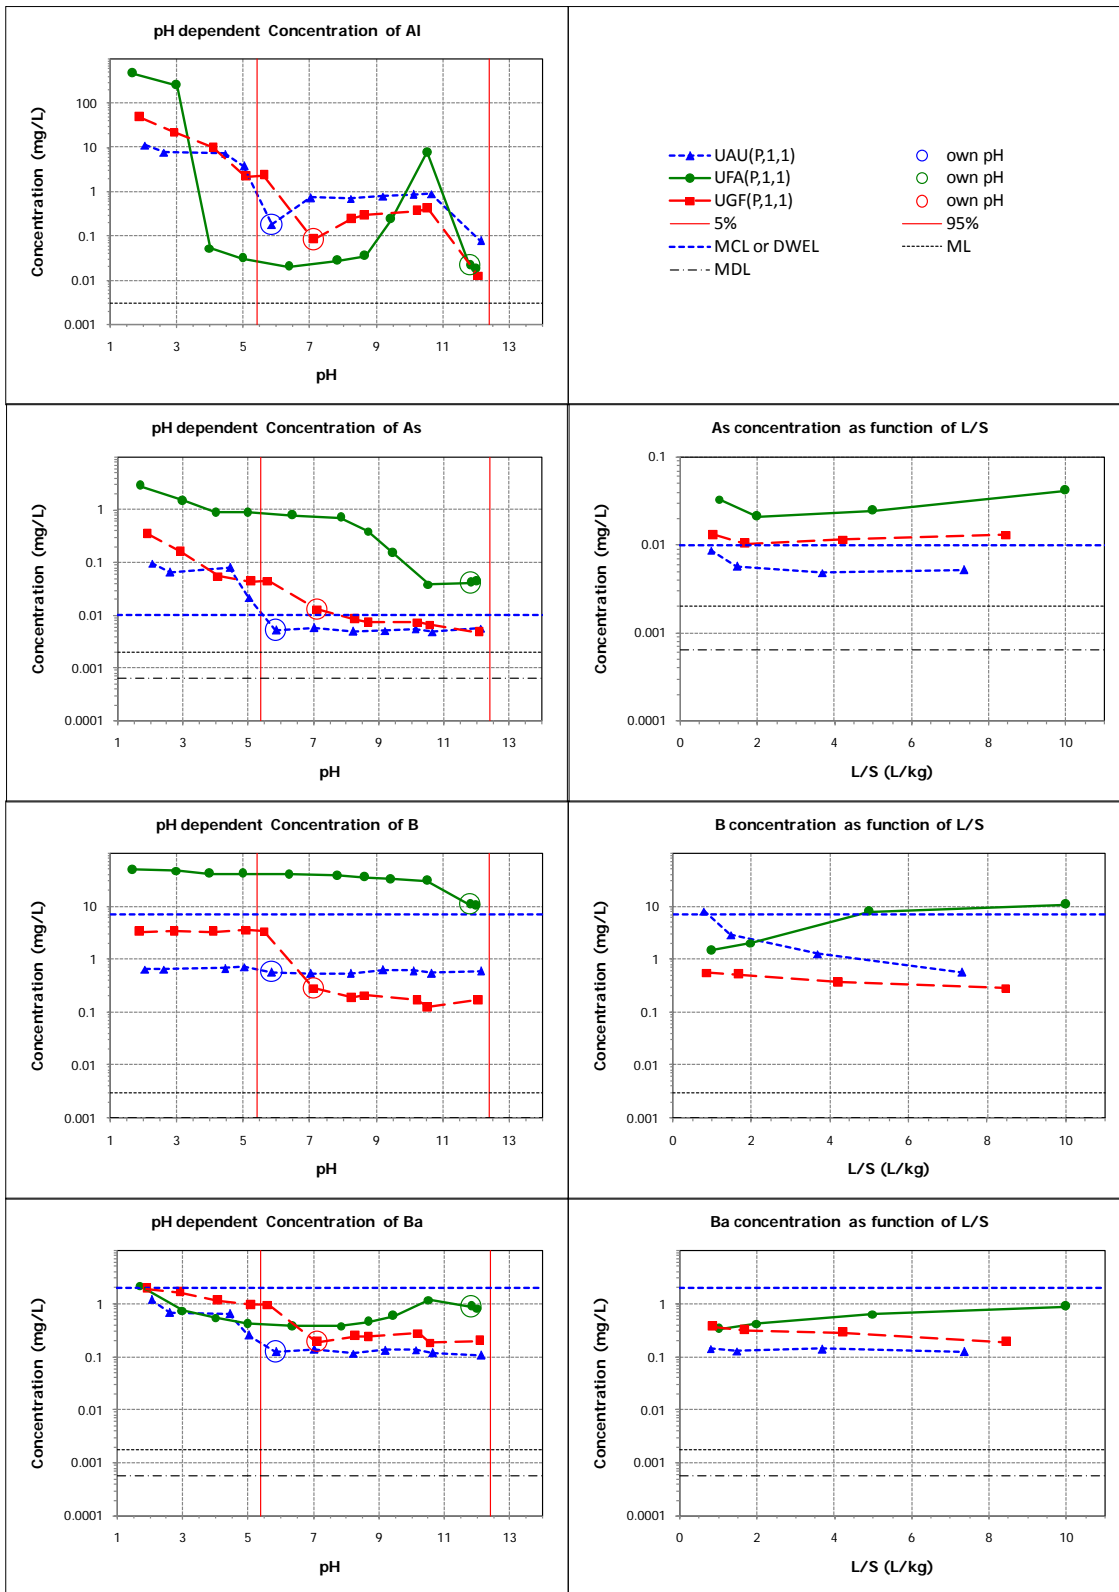 pH dependent Concentration of Al
Concentration (mg/L)
100
10
1
0.1
0.01
0.001
1 3 5 7 9 11 13
pH
UAU(P,1,1) own pH
UFA(P,1,1) own pH
UGF(P,1,1) own pH
5% 95%
MCL or DWEL ML
MDL
pH dependent Concentration of As
Concentration (mg/L)
1
0.1
0.01
0.001
0.0001
1 3 5 7 9 11 13
pH
As concentration as function of L/S
Concentration (mg/L)
0.1
0.01
0.001
0.0001
0 2 4 6 8 10
L/S (L/kg)
pH dependent Concentration of B
Concentration (mg/L)
10
1
0.1
0.01
0.001
1 3 5 7 9 11 13
pH
B concentration as function of L/S
Concentration (mg/L)
10
1
0.1
0.01
0.001
0 2 4 6 8 10
L/S (L/kg)
pH dependent Concentration of Ba
Concentration (mg/L)
1
0.1
0.01
0.001
0.0001
1 3 5 7 9 11 13
pH
Ba concentration as function of L/S
Concentration (mg/L)
1
0.1
0.01
0.001
0.0001
0 2 4 6 8 10
L/S (L/kg)